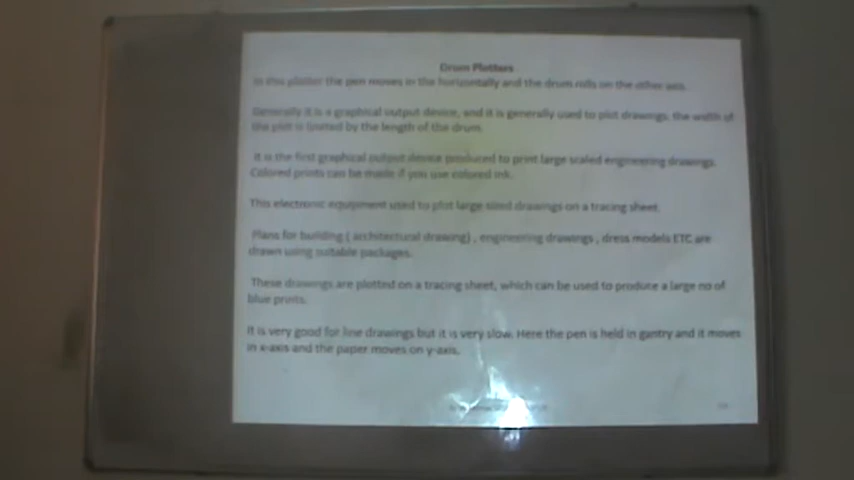 Drum Plotters
In this plotter the pen moves in the horizontally and the drum rolls on the other axis.
Generally it is a graphical output device, and it is generally used to plot drawings, the width of
the plot is limited by the length of the drum.
It is the first graphical output device produced to print large scaled engineering drawings.
Colored prints can be made if you use colored ink.
This electronic equipment used to plot large sized drawings on a tracing sheet.
Plans for building ( architectural drawing) , engineering drawings , dress models ETC are
drawn using suitable packages.
These drawings are plotted on a tracing sheet, which can be used to produce a large no of
blue prints.
It is very good for line drawings but it is very slow. Here the pen is held in gantry and it moves
in x-axis and the paper moves on y-axis.